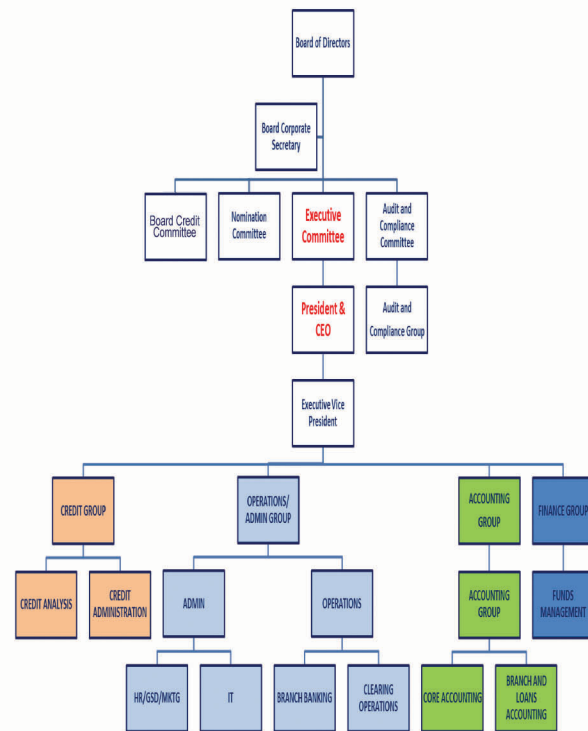 Board of Directors
Board Corporate
Secretary
Board Credit
Committee
Nomination
Committee
Executive
Committee
Audit and
Compliance
Committee
President &
CEO
Audit and
Compliance Group
Executive Vice
President
CREDIT GROUP
OPERATIONS/
ADMIN GROUP
ACCOUNTING
GROUP
FINANCE GROUP
CREDIT ANALYSIS
CREDIT
ADMINISTRATION
ADMIN
OPERATIONS
ACCOUNTING
GROUP
FUNDS
MANAGEMENT
HR/GSD/MKTG
IT
BRANCH BANKING
CLEARING
OPERATIONS
CORE ACCOUNTING
BRANCH AND
LOANS
ACCOUNTING